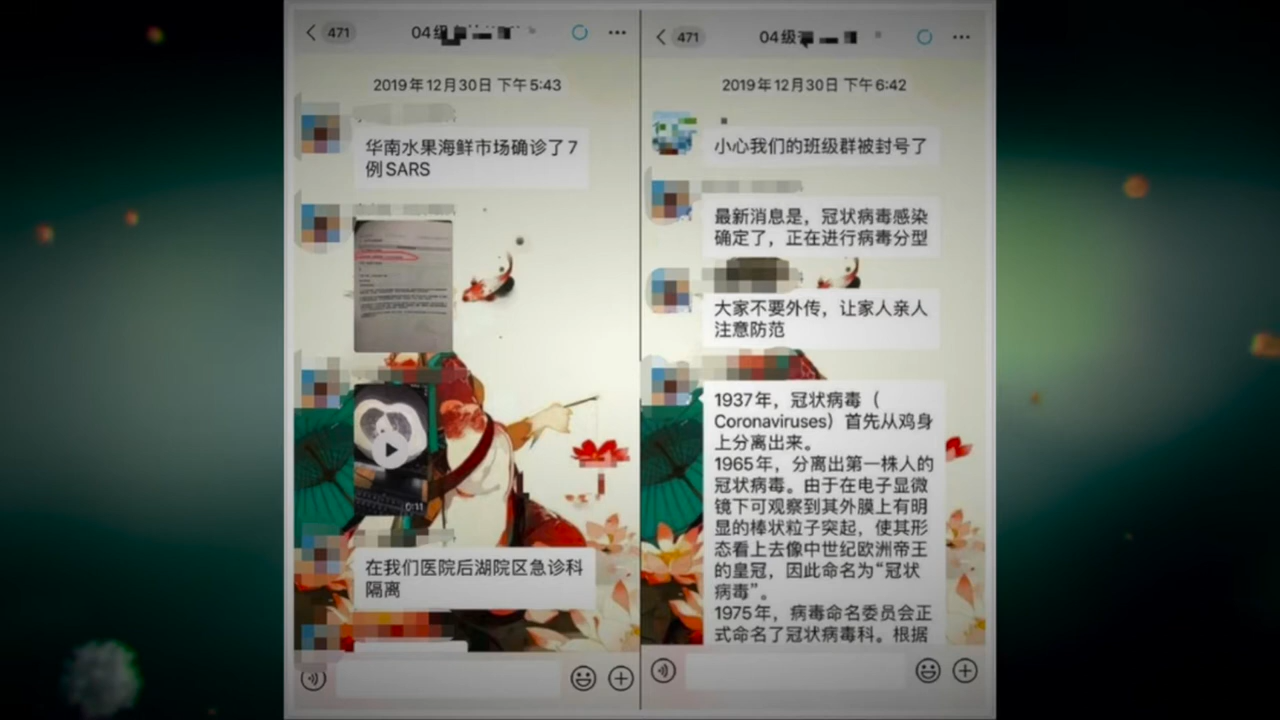 471
04级
2019年12月30日 下午5:43
华南水果海鲜市场确诊了7
例SARS
0:11
在我们医院后湖院区急诊科
隔离
471
04级
2019年12月30日 下午6:42
小心我们的班级群被封号了
最新消息是，冠状病毒感染
确定了，正在进行病毒分型
大家不要外传，让家人亲人
注意防范
1937年，冠状病毒（
Coronaviruses）首先从鸡身
上分离出来。
1965年，分离出第一株人的
冠状病毒。由于在电子显微
镜下可观察到其外膜上有明
显的棒状粒子突起，使其形
态看上去像中世纪欧洲帝王
的皇冠，因此命名为“冠状
病毒”。
1975年，病毒命名委员会正
式命名了冠状病毒科。根据